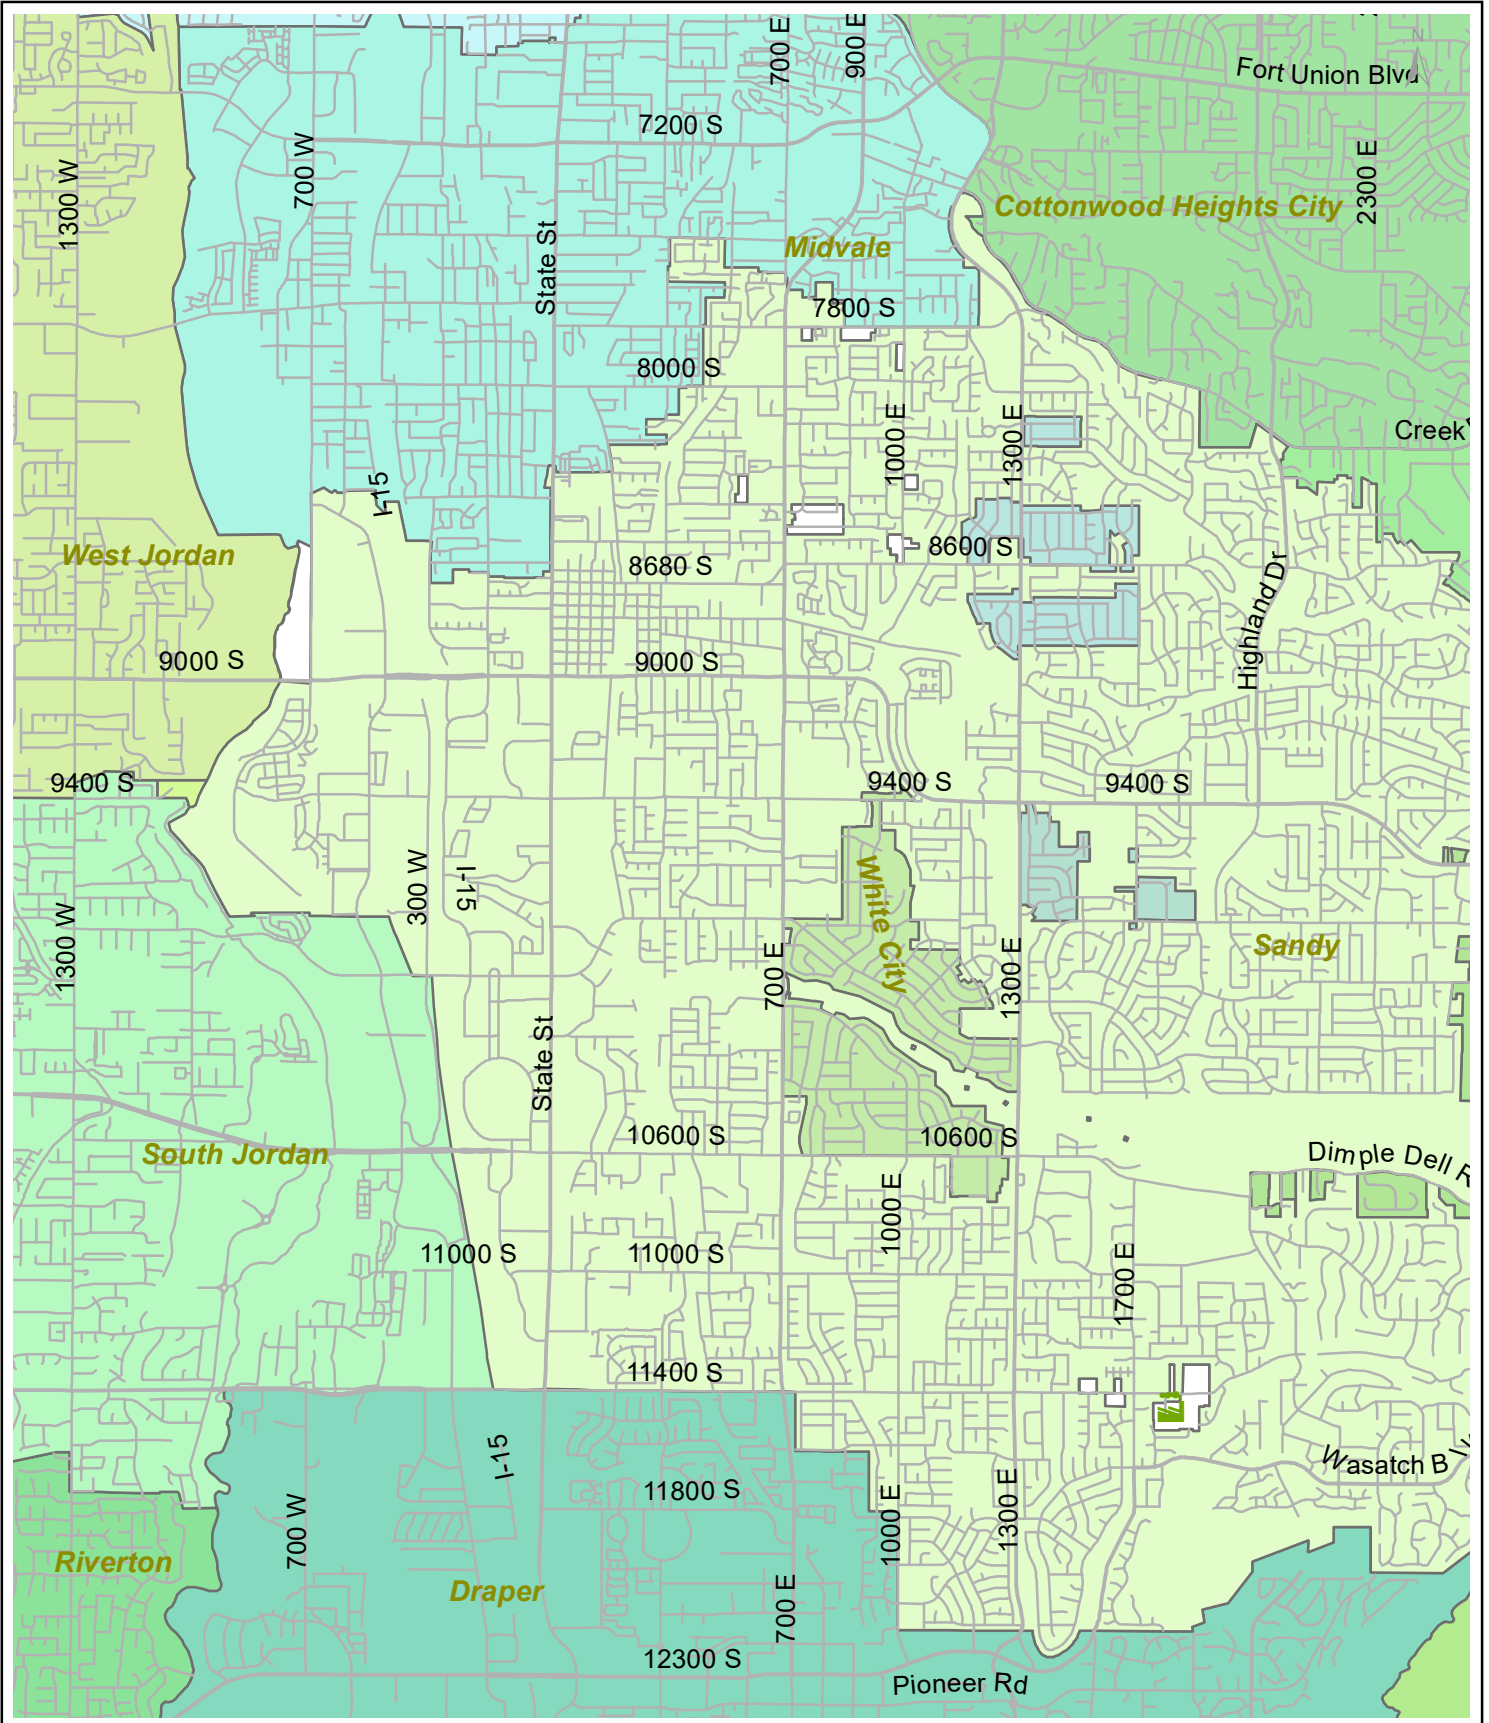 700 E
900 E
Fort Union Blvd
7200 S
700 W
1300 W
2300 E
Cottonwood Heights City
State St
Midvale
7800 S
8000 S
Creek
1000 E
1300 E
I-15
West Jordan
8680 S
8600 S
Highland Dr
9000 S
9000 S
9400 S
9400 S
9400 S
300 W
I-15
White City
1300 W
Sandy
700 E
1300 E
State St
10600 S
10600 S
South Jordan
Dimple Dell R
1000 E
11000 S
11000 S
1700 E
11400 S
I-15
Wasatch B
11800 S
700 W
1000 E
1300 E
Riverton
Draper
700 E
12300 S
Pioneer Rd